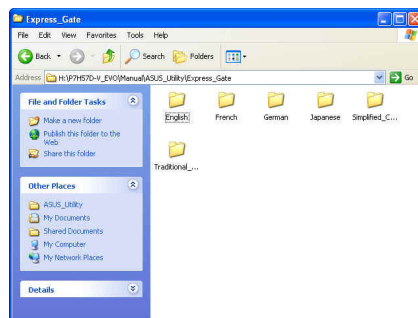 Express_Gate
File Edit View Favorites Tools Help
Back Search Folders
Address H:\P7H57D-V_EVO\Manual\ASUS_Utility\Express_Gate Go
File and Folder Tasks
Make a new folder
Publish this folder to the Web
Share this folder
Other Places
ASUS_Utility
My Documents
Shared Documents
My Computer
My Network Places
Details
English French German Japanese Simplified_C...
Traditional_...